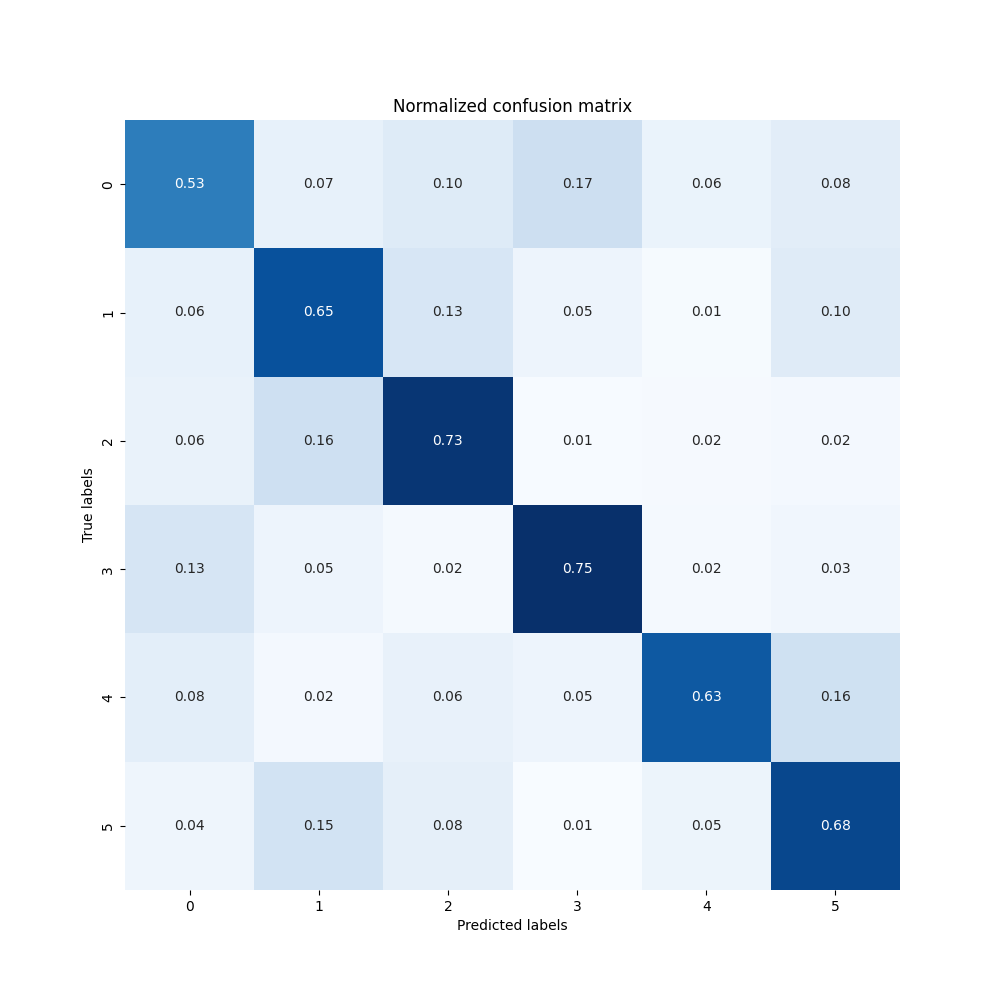 Normalized confusion matrix
0 0.53 0.07 0.10 0.17 0.06 0.08
1 0.06 0.65 0.13 0.05 0.01 0.10
2 0.06 0.16 0.73 0.01 0.02 0.02
True labels
3 0.13 0.05 0.02 0.75 0.02 0.03
4 0.08 0.02 0.06 0.05 0.63 0.16
5 0.04 0.15 0.08 0.01 0.05 0.68
0 1 2 3 4 5
Predicted labels